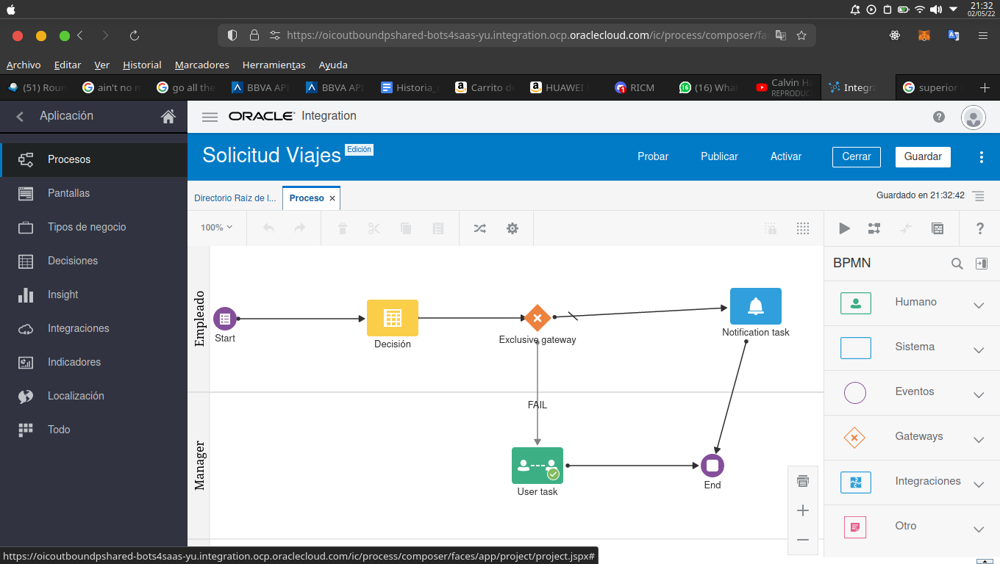 21:32
02/05/22
https://oicoutboundpshared-bots4saas-yu.integration.ocp.oraclecloud.com/ic/process/composer/fa
Archivo Editar Ver Historial Marcadores Herramientas Ayuda
(51) Roun ain't no go all the BBVA API BBVA API Historia_ Carrito de HUAWEI RICM (16) Wha Calvin Ha Integra superior
REPRODUC
Aplicación
ORACLE Integration
Procesos
Pantallas
Tipos de negocio
Decisiones
Insight
Integraciones
Indicadores
Localización
Todo
Solicitud Viajes Edición
Probar Publicar Activar Cerrar Guardar
Directorio Raíz de l... Proceso
Guardado en 21:32:42
100%
Empleado
Start
Decisión
Exclusive gateway
Notification task
FAIL
Manager
User task
End
BPMN
Humano
Sistema
Eventos
Gateways
Integraciones
Otro
https://oicoutboundpshared-bots4saas-yu.integration.ocp.oraclecloud.com/ic/process/composer/faces/app/project/project.jspx#